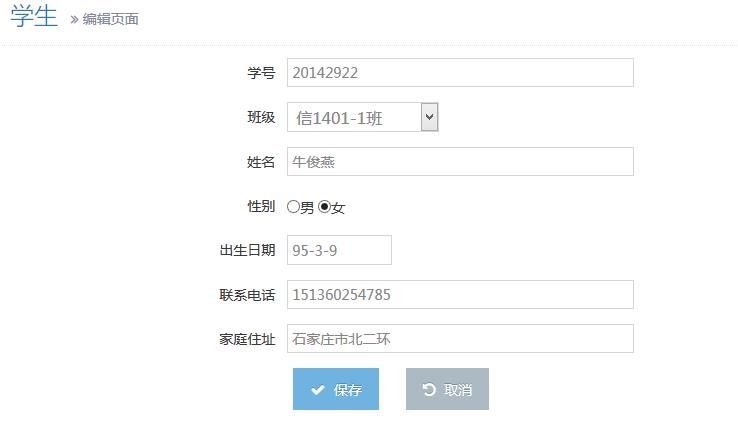 学生 » 编辑页面
学号 20142922
班级 信1401-1班
姓名 牛俊燕
性别 男 女
出生日期 95-3-9
联系电话 151360254785
家庭住址 石家庄市北二环
保存 取消